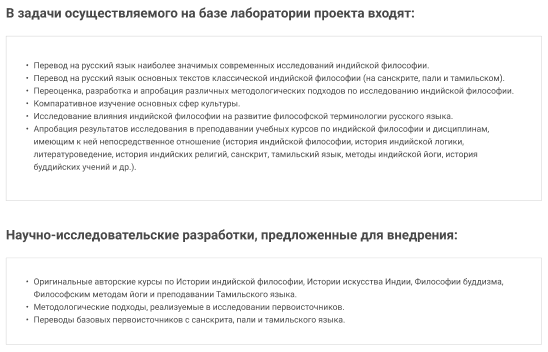 В задачи осуществляемого на базе лаборатории проекта входят:
• Перевод на русский язык наиболее значимых современных исследований индийской философии.
• Перевод на русский язык основных текстов классической индийской философии (на санскрите, пали и тамильском).
• Переоценка, разработка и апробация различных методологических подходов по исследованию индийской философии.
• Компаративное изучение основных сфер культуры.
• Исследование влияния индийской философии на развитие философской терминологии русского языка.
• Апробация результатов исследования в преподавании учебных курсов по индийской философии и дисциплинам,
имеющим к ней непосредственное отношение (история индийской философии, история индийской логики,
литературоведение, история индийских религий, санскрит, тамильский язык, методы индийской йоги, история
буддийских учений и др.).
Научно-исследовательские разработки, предложенные для внедрения:
• Оригинальные авторские курсы по Истории индийской философии, Истории искусства Индии, Философии буддизма,
Философским методам йоги и преподавании Тамильского языка.
• Методологические подходы, реализуемые в исследовании первоисточников.
• Переводы базовых первоисточников с санскрита, пали и тамильского языка.